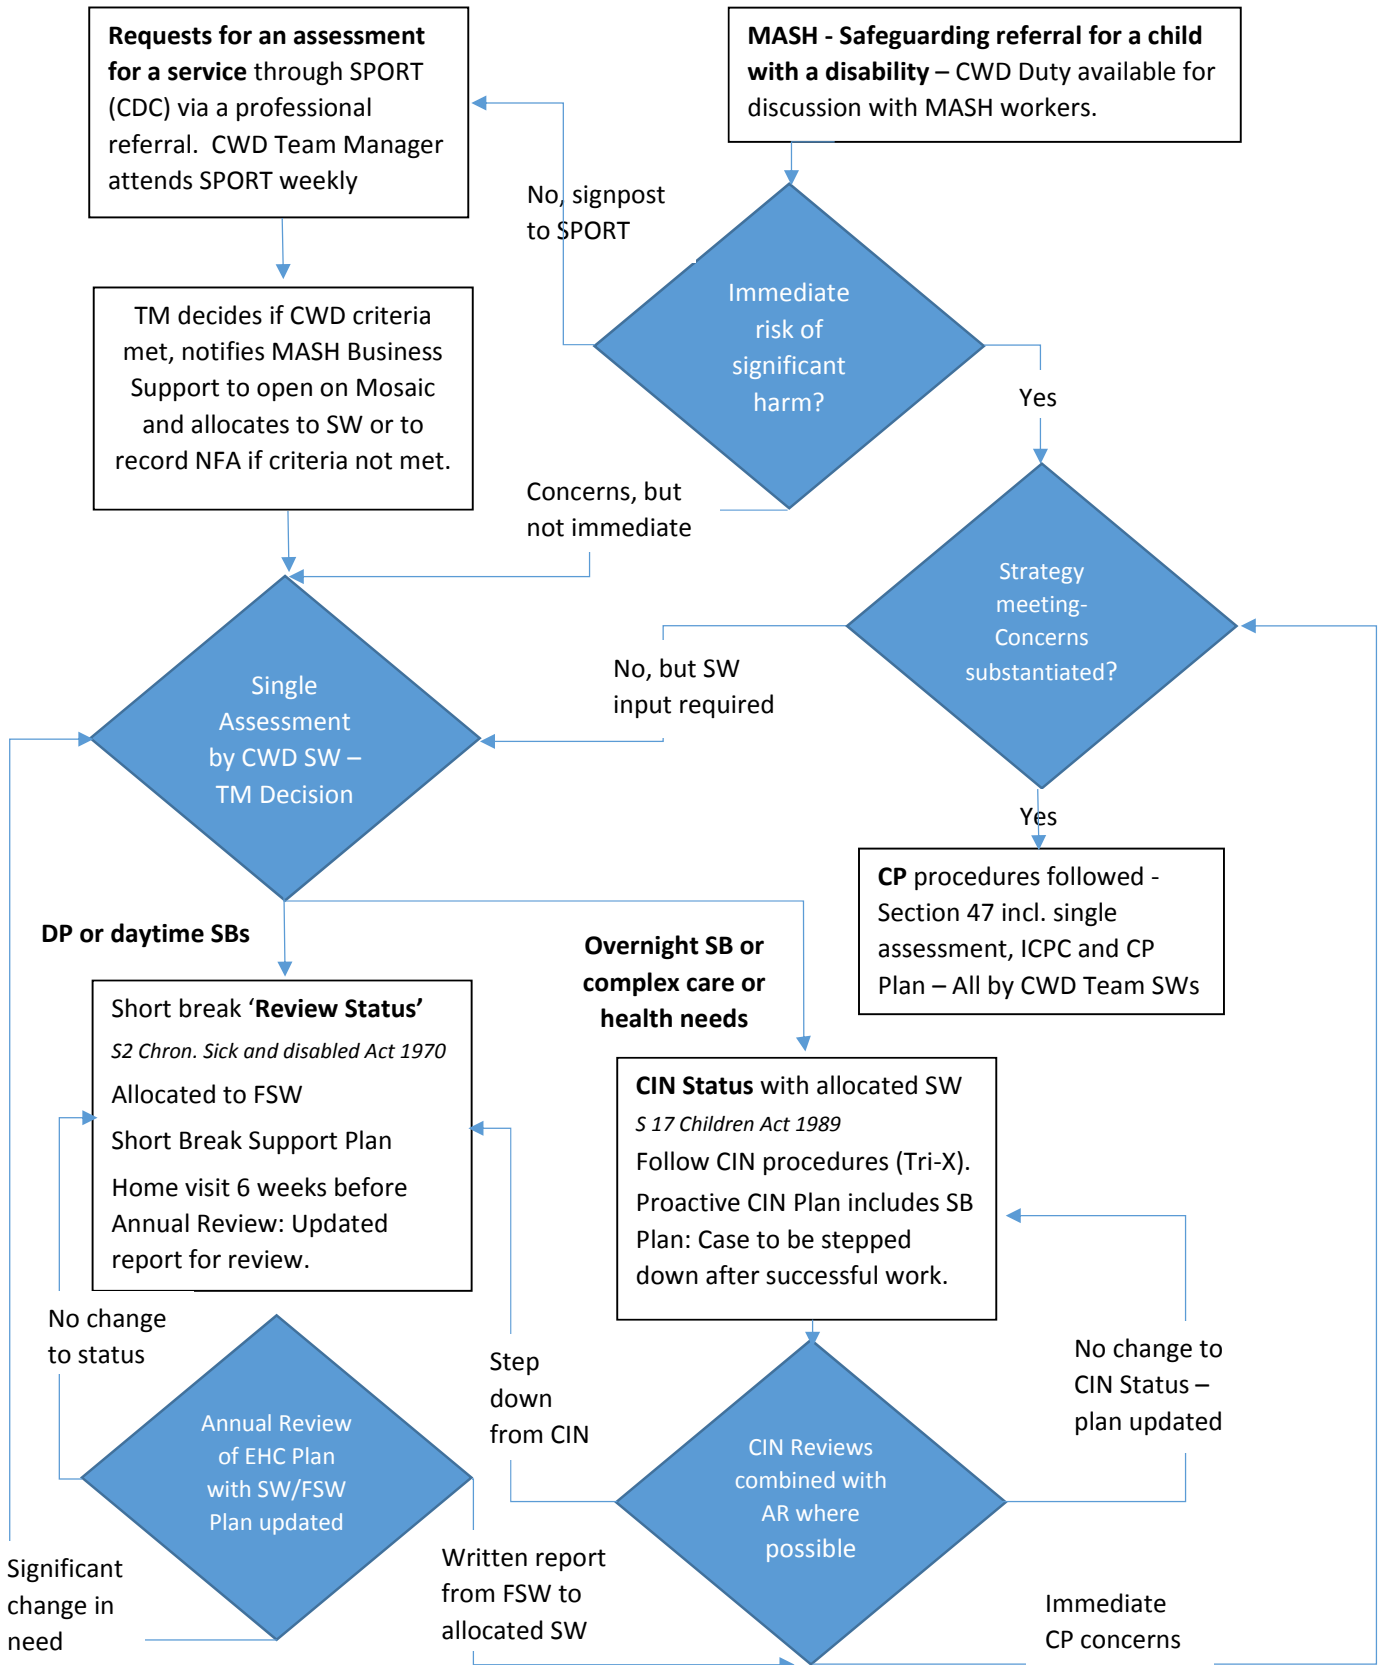 Requests for an assessment
for a service through SPORT
(CDC) via a professional
referral.  CWD Team Manager
attends SPORT weekly
MASH - Safeguarding referral for a child
with a disability – CWD Duty available for
discussion with MASH workers.
No, signpost
to SPORT
Immediate
risk of
significant
harm?
TM decides if CWD criteria
met, notifies MASH Business
Support to open on Mosaic
and allocates to SW or to
record NFA if criteria not met.
Yes
Concerns, but
not immediate
Strategy
meeting-
Concerns
substantiated?
No, but SW
input required
Single
Assessment
by CWD SW –
TM Decision
Yes
CP procedures followed -
Section 47 incl. single
assessment, ICPC and CP
Plan – All by CWD Team SWs
DP or daytime SBs
Overnight SB or
complex care or
health needs
Short break ‘Review Status’
S2 Chron. Sick and disabled Act 1970
Allocated to FSW
Short Break Support Plan
Home visit 6 weeks before
Annual Review: Updated
report for review.
CIN Status with allocated SW
S 17 Children Act 1989
Follow CIN procedures (Tri-X).
Proactive CIN Plan includes SB
Plan: Case to be stepped
down after successful work.
No change
to status
Step
down
from CIN
No change to
CIN Status –
plan updated
Annual Review
of EHC Plan
with SW/FSW
Plan updated
CIN Reviews
combined with
AR where
possible
Significant
change in
need
Written report
from FSW to
allocated SW
Immediate
CP concerns